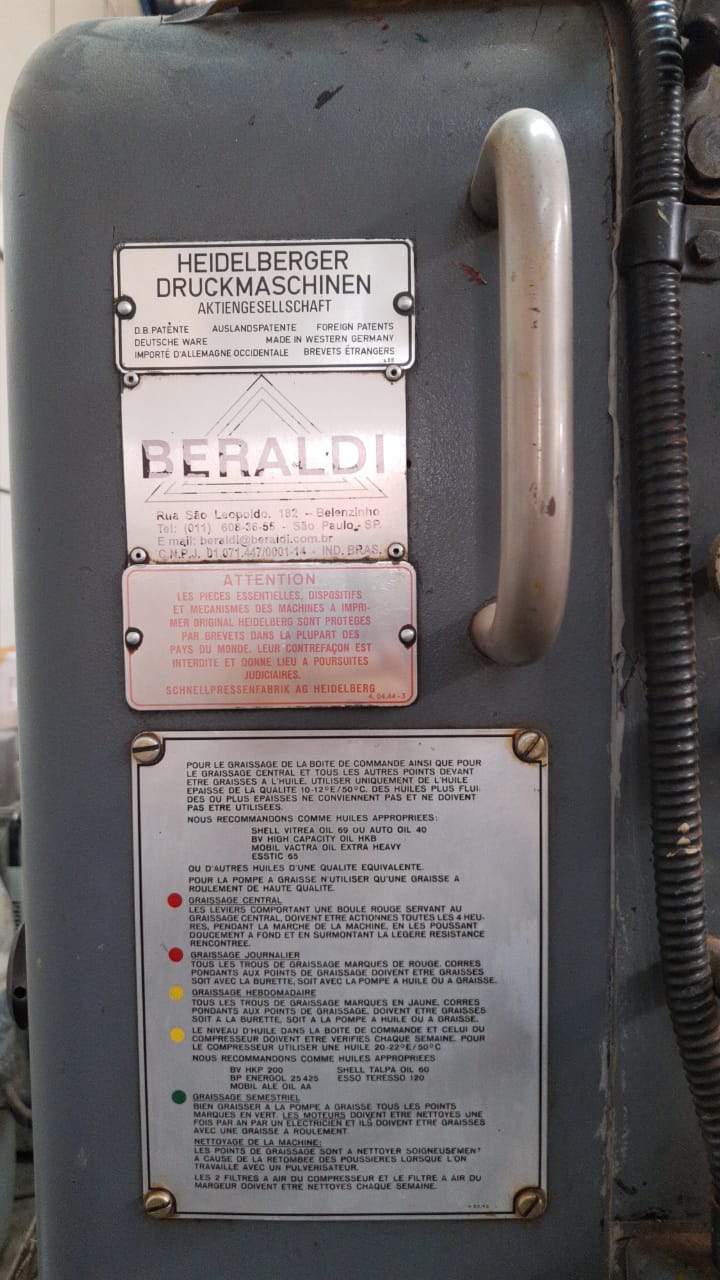 HEIDELBERGER
DRUCKMASCHINEN
AKTIENGESELLSCHAFT
D.B. PATENTE AUSLANDSPATENTE FOREIGN PATENTS
DEUTSCHE WARE MADE IN WESTERN GERMANY
IMPORTÉ D'ALLEMAGNE OCCIDENTALE BREVETS ÉTRANGERS
BERALDI
Rua São Leopoldo, 182 - Belenzinho
Tel: (011) 608-36-55 - São Paulo - SP.
E mail: beraldi@beraldi.com.br
C.N.P.J. 01.071.447/0001-14 - IND. BRAS.
ATTENTION
LES PIECES ESSENTIELLES, DISPOSITIFS
ET MECANISMES DES MACHINES A IMPRI-
MER ORIGINAL HEIDELBERG SONT PROTEGES
PAR BREVETS DANS LA PLUPART DES
PAYS DU MONDE. LEUR CONTREFAÇON EST
INTERDITE ET DONNE LIEU A POURSUITES
JUDICIAIRES.
SCHNELLPRESSENFABRIK AG HEIDELBERG
4. 04.44-3
POUR LE GRAISSAGE DE LA BOITE DE COMMANDE AINSI QUE POUR
LE GRAISSAGE CENTRAL ET TOUS LES AUTRES POINTS DEVANT
ETRE GRAISSES A L'HUILE, UTILISER UNIQUEMENT DE L'HUILE
EPAISSE DE LA QUALITE 10-12°E/50°C. DES HUILES PLUS FLUI-
DES OU PLUS EPAISSES NE CONVIENNENT PAS ET NE DOIVENT
PAS ETRE UTILISEES.
NOUS RECOMMANDONS COMME HUILES APPROPRIEES:
SHELL VITREA OIL 69 OU AUTO OIL 40
BV HIGH CAPACITY OIL HKB
MOBIL VACTRA OIL EXTRA HEAVY
ESSTIC 65
OU D'AUTRES HUILES D'UNE QUALITE EQUIVALENTE.
POUR LA POMPE A GRAISSE N'UTILISER QU'UNE GRAISSE A
ROULEMENT DE HAUTE QUALITE.
GRAISSAGE CENTRAL
LES LEVIERS COMPORTANT UNE BOULE ROUGE SERVANT AU
GRAISSAGE CENTRAL, DOIVENT ETRE ACTIONNES TOUTES LES 4 HEU-
RES, PENDANT LA MARCHE DE LA MACHINE, EN LES POUSSANT
DOUCEMENT A FOND ET EN SURMONTANT LA LEGERE RESISTANCE
RENCONTREE.
GRAISSAGE JOURNALIER
TOUS LES TROUS DE GRAISSAGE MARQUES DE ROUGE, CORRES
PONDANTS AUX POINTS DE GRAISSAGE DOIVENT ETRE GRAISSES
SOIT AVEC LA BURETTE, SOIT AVEC LA POMPE A HUILE OU A GRAISSE.
GRAISSAGE HEBDOMADAIRE
TOUS LES TROUS DE GRAISSAGE MARQUES EN JAUNE, CORRES
PONDANTS AUX POINTS DE GRAISSAGE, DOIVENT ETRE GRAISSES
SOIT A LA BURETTE, SOIT A LA POMPE A HUILE OU A GRAISSE.
LE NIVEAU D'HUILE DANS LA BOITE DE COMMANDE ET CELUI DU
COMPRESSEUR DOIVENT ETRE VERIFIES CHAQUE SEMAINE. POUR
LE COMPRESSEUR UTILISER UNE HUILE 20-22°E/50°C
NOUS RECOMMANDONS COMME HUILES APPROPRIEES
BV HKP 200 SHELL TALPA OIL 60
BP ENERGOL 25425 ESSO TERESSO 120
MOBIL ALE OIL AA
GRAISSAGE SEMESTRIEL
BIEN GRAISSER A LA POMPE A GRAISSE TOUS LES POINTS
MARQUES EN VERT. LES MOTEURS DOIVENT ETRE NETTOYES UNE
FOIS PAR AN PAR UN ELECTRICIEN ET ILS DOIVENT ETRE GRAISSES
AVEC UNE GRAISSE A ROULEMENT
NETTOYAGE DE LA MACHINE:
LES POINTS DE GRAISSAGE SONT A NETTOYER SOIGNEUSEMENT
A CAUSE DE LA RETOMBEE DES POUSSIERES LORSQUE L'ON
TRAVAILLE AVEC UN PULVERISATEUR.
LES 2 FILTRES A AIR DU COMPRESSEUR ET LE FILTRE A AIR DU
MARGEUR DOIVENT ETRE NETTOYES CHAQUE SEMAINE.